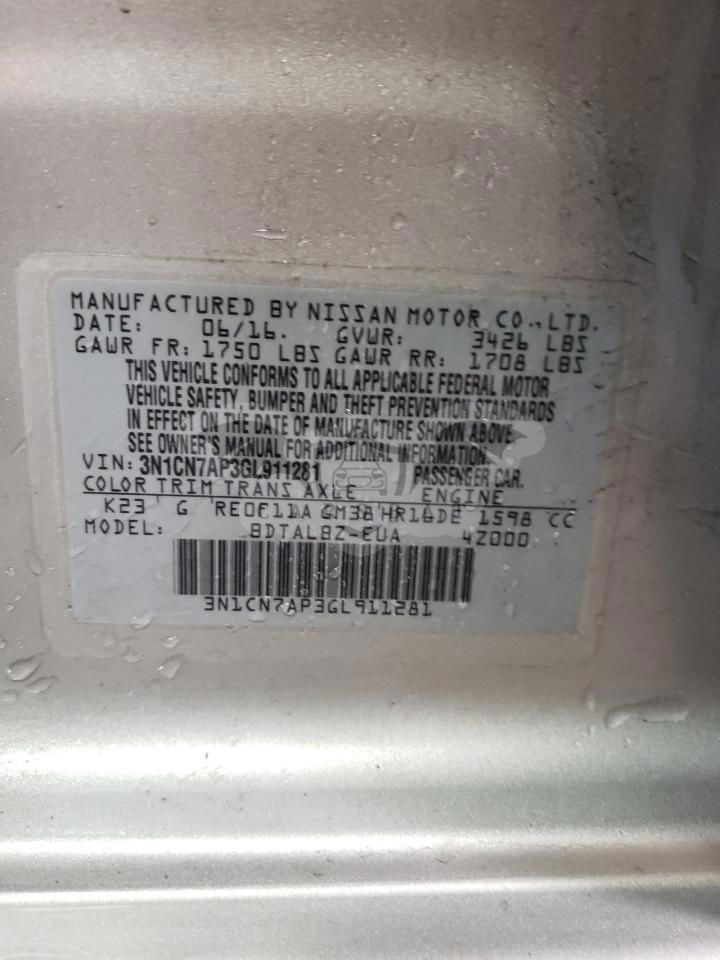 MANUFACTURED BY NISSAN MOTOR CO.,LTD.
DATE: 06/16. GVWR: 3426 LBS
GAWR FR: 1750 LBS GAWR RR: 1708 LBS
THIS VEHICLE CONFORMS TO ALL APPLICABLE FEDERAL MOTOR
VEHICLE SAFETY, BUMPER AND THEFT PREVENTION STANDARDS
IN EFFECT ON THE DATE OF MANUFACTURE SHOWN ABOVE.
SEE OWNER'S MANUAL FOR ADDITIONAL INFORMATION.
VIN: 3N1CN7AP3GL911281 PASSENGER CAR.
COLOR TRIM TRANS AXLE ENGINE
K23 G RE0F11A GM38 HR16DE 1598 CC
MODEL: BDTALBZ-EUA 4Z000
3N1CN7AP3GL911281